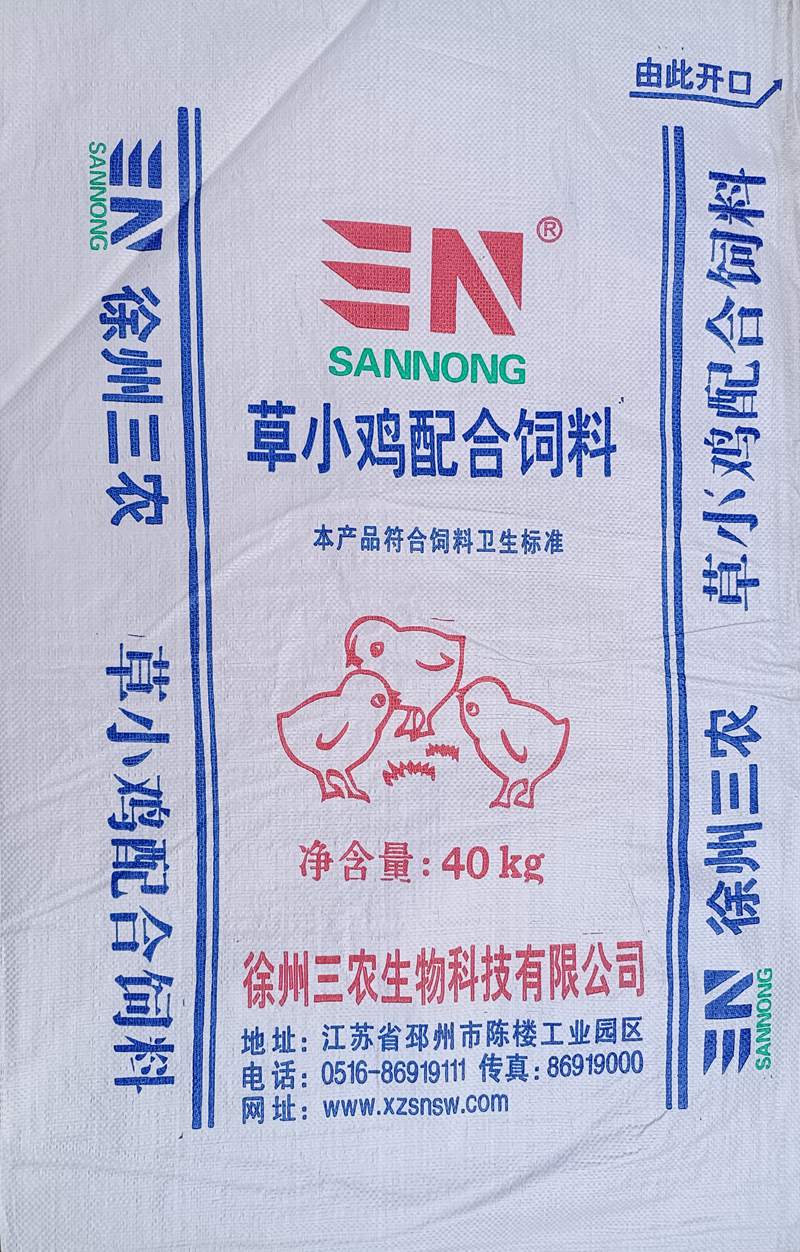 由此开口
®
SANNONG
草小鸡配合饲料
本产品符合饲料卫生标准
净含量：40 kg
徐州三农生物科技有限公司
地址：江苏省邳州市陈楼工业园区
电话：0516-86919111 传真：86919000
网址：www.xzsnsw.com
SANNONG
徐州三农
草小鸡配合饲料
SANNONG
徐州三农
草小鸡配合饲料